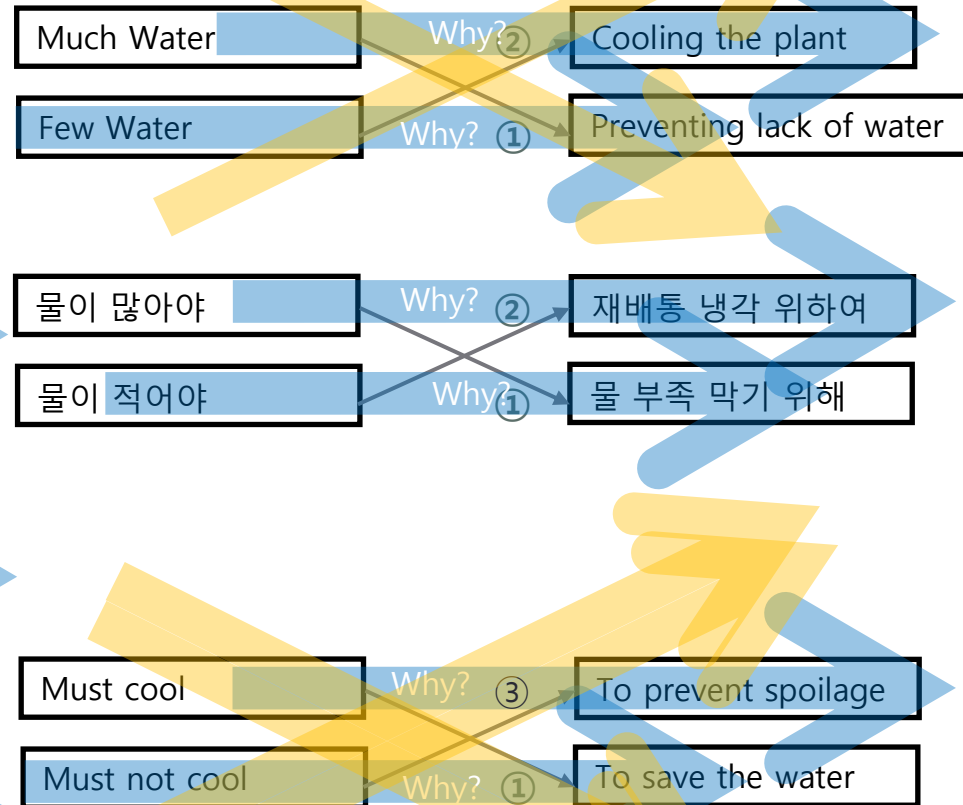 Much Water Why? ② Cooling the plant
Few Water Why? ① Preventing lack of water
물이 많아야 Why? ② 재배통 냉각 위하여
물이 적어야 Why? ① 물 부족 막기 위해
Must cool Why? ③ To prevent spoilage
Must not cool Why? ① To save the water